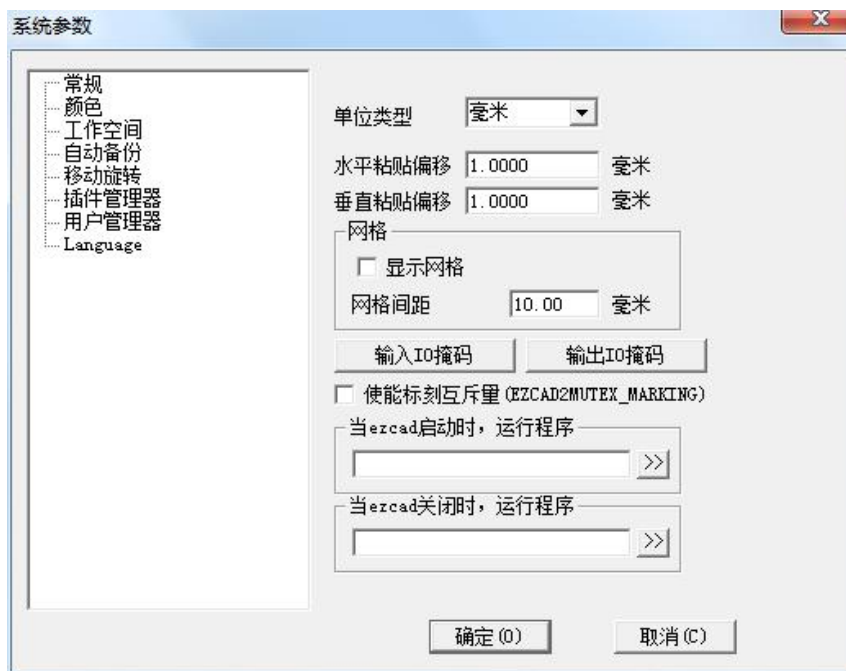 系统参数
常规
颜色
工作空间
自动备份
移动旋转
插件管理器
用户管理器
Language
单位类型 毫米
水平粘贴偏移 1.0000 毫米
垂直粘贴偏移 1.0000 毫米
网格
显示网格
网格间距 10.00 毫米
输入IO掩码 输出IO掩码
使能标刻互斥量(EZCAD2MUTEX_MARKING)
当ezcad启动时，运行程序
>>
当ezcad关闭时，运行程序
>>
确定(O) 取消(C)